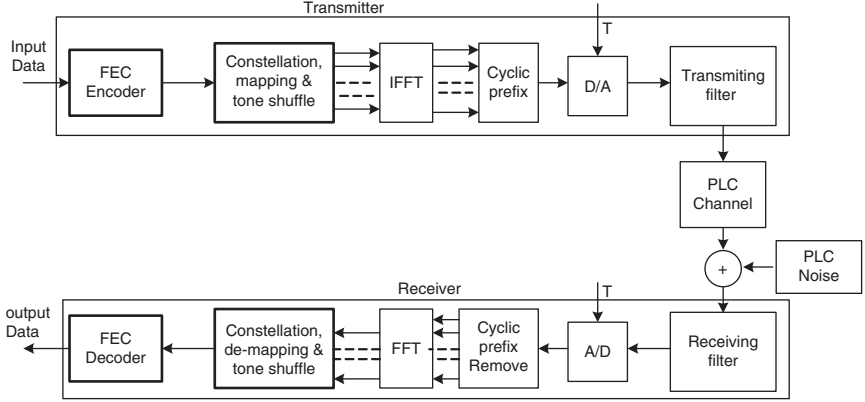 Transmitter
T
Input
Data
FEC
Encoder
Constellation,
mapping &
tone shuffle
IFFT
Cyclic
prefix
D/A
Transmiting
filter
PLC
Channel
+
PLC
Noise
Receiver
T
output
Data
FEC
Decoder
Constellation,
de-mapping &
tone shuffle
FFT
Cyclic
prefix
Remove
A/D
Receiving
filter